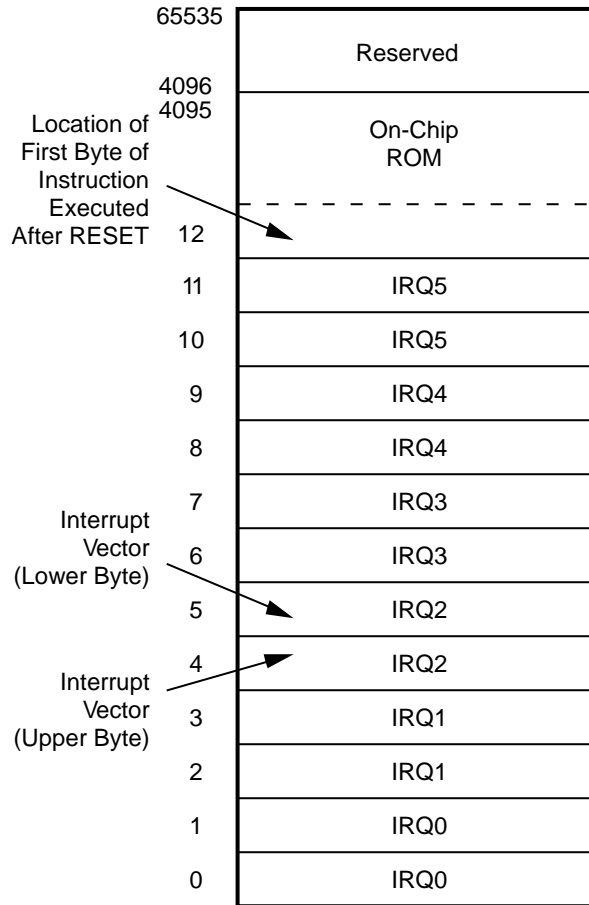 65535
Reserved
4096
4095
Location of
First Byte of
Instruction
Executed
After RESET
On-Chip
ROM
12
11 IRQ5
10 IRQ5
9 IRQ4
8 IRQ4
7 IRQ3
Interrupt
Vector
(Lower Byte)
6 IRQ3
5 IRQ2
4 IRQ2
Interrupt
Vector
(Upper Byte)
3 IRQ1
2 IRQ1
1 IRQ0
0 IRQ0